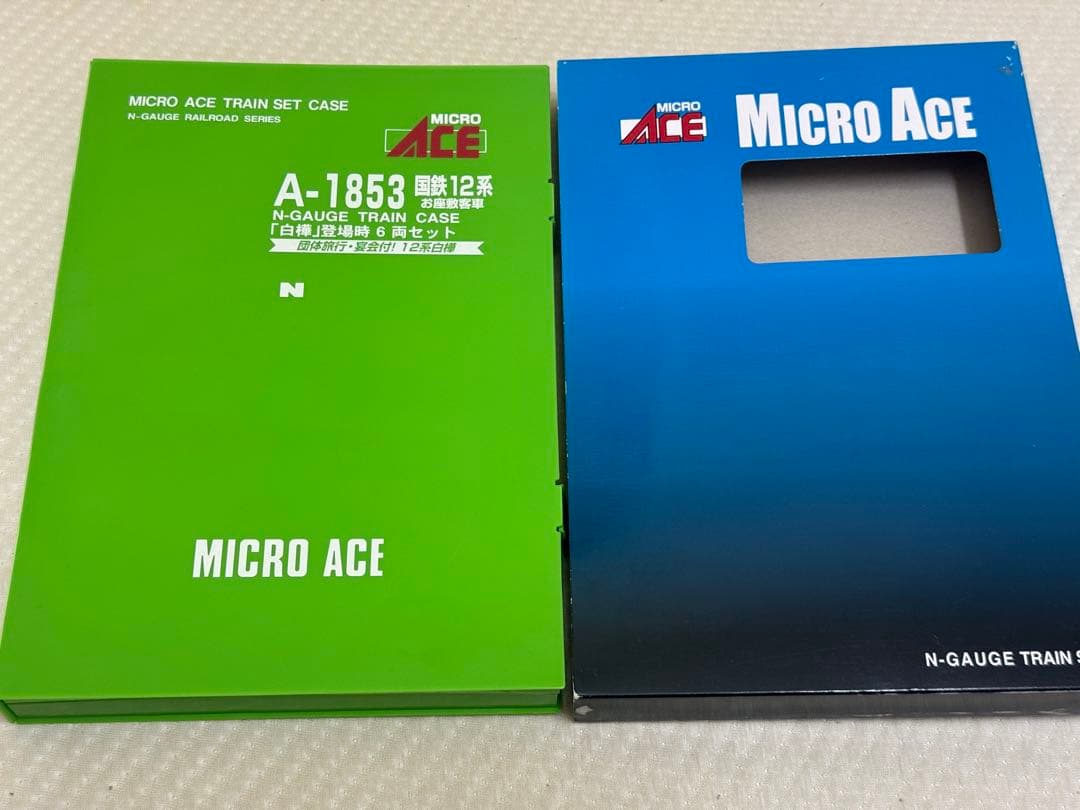 MICRO ACE TRAIN SET CASE
N-GAUGE RAILROAD SERIES
MICRO
ACE
A-1853 国鉄12系
お座敷客車
N-GAUGE TRAIN CASE
「白樺」登場時 6 両セット
団体旅行・宴会付! 12系白樺
N
MICRO ACE
MICRO
ACE
MICRO ACE
N-GAUGE TRAIN